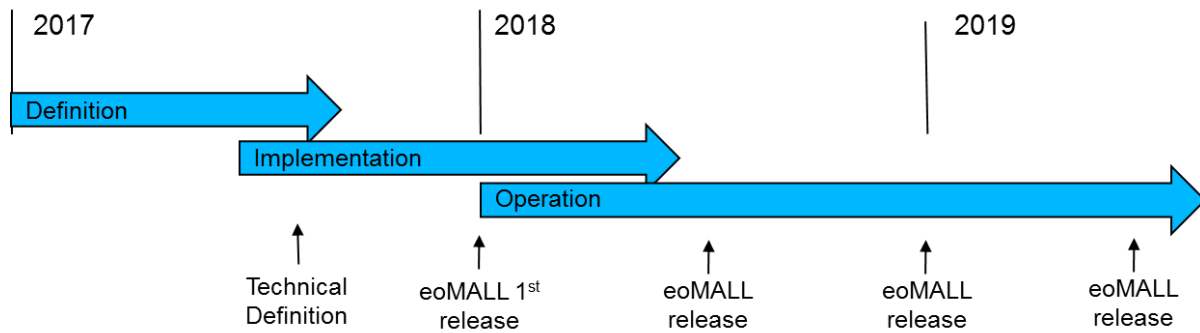 2017
2018
2019
Definition
Implementation
Operation
Technical
Definition
eoMALL 1st
release
eoMALL
release
eoMALL
release
eoMALL
release